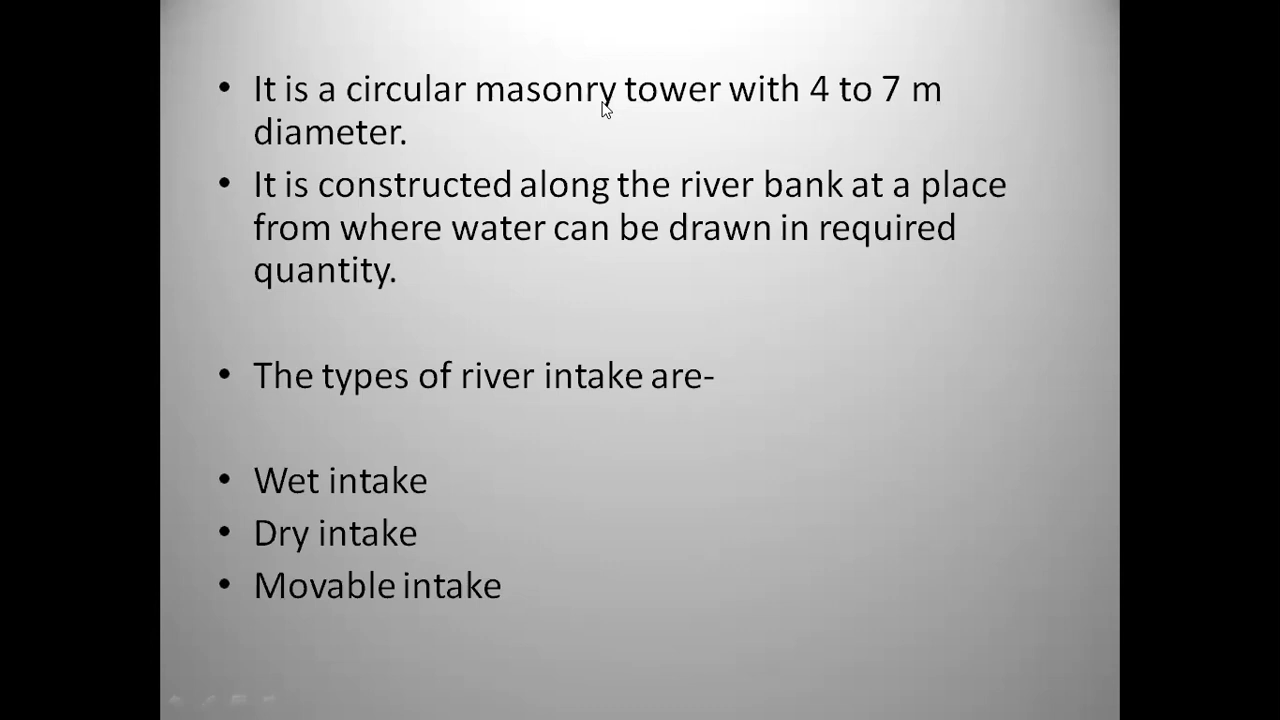 • It is a circular masonry tower with 4 to 7 m
diameter.
• It is constructed along the river bank at a place
from where water can be drawn in required
quantity.
• The types of river intake are-
• Wet intake
• Dry intake
• Movable intake